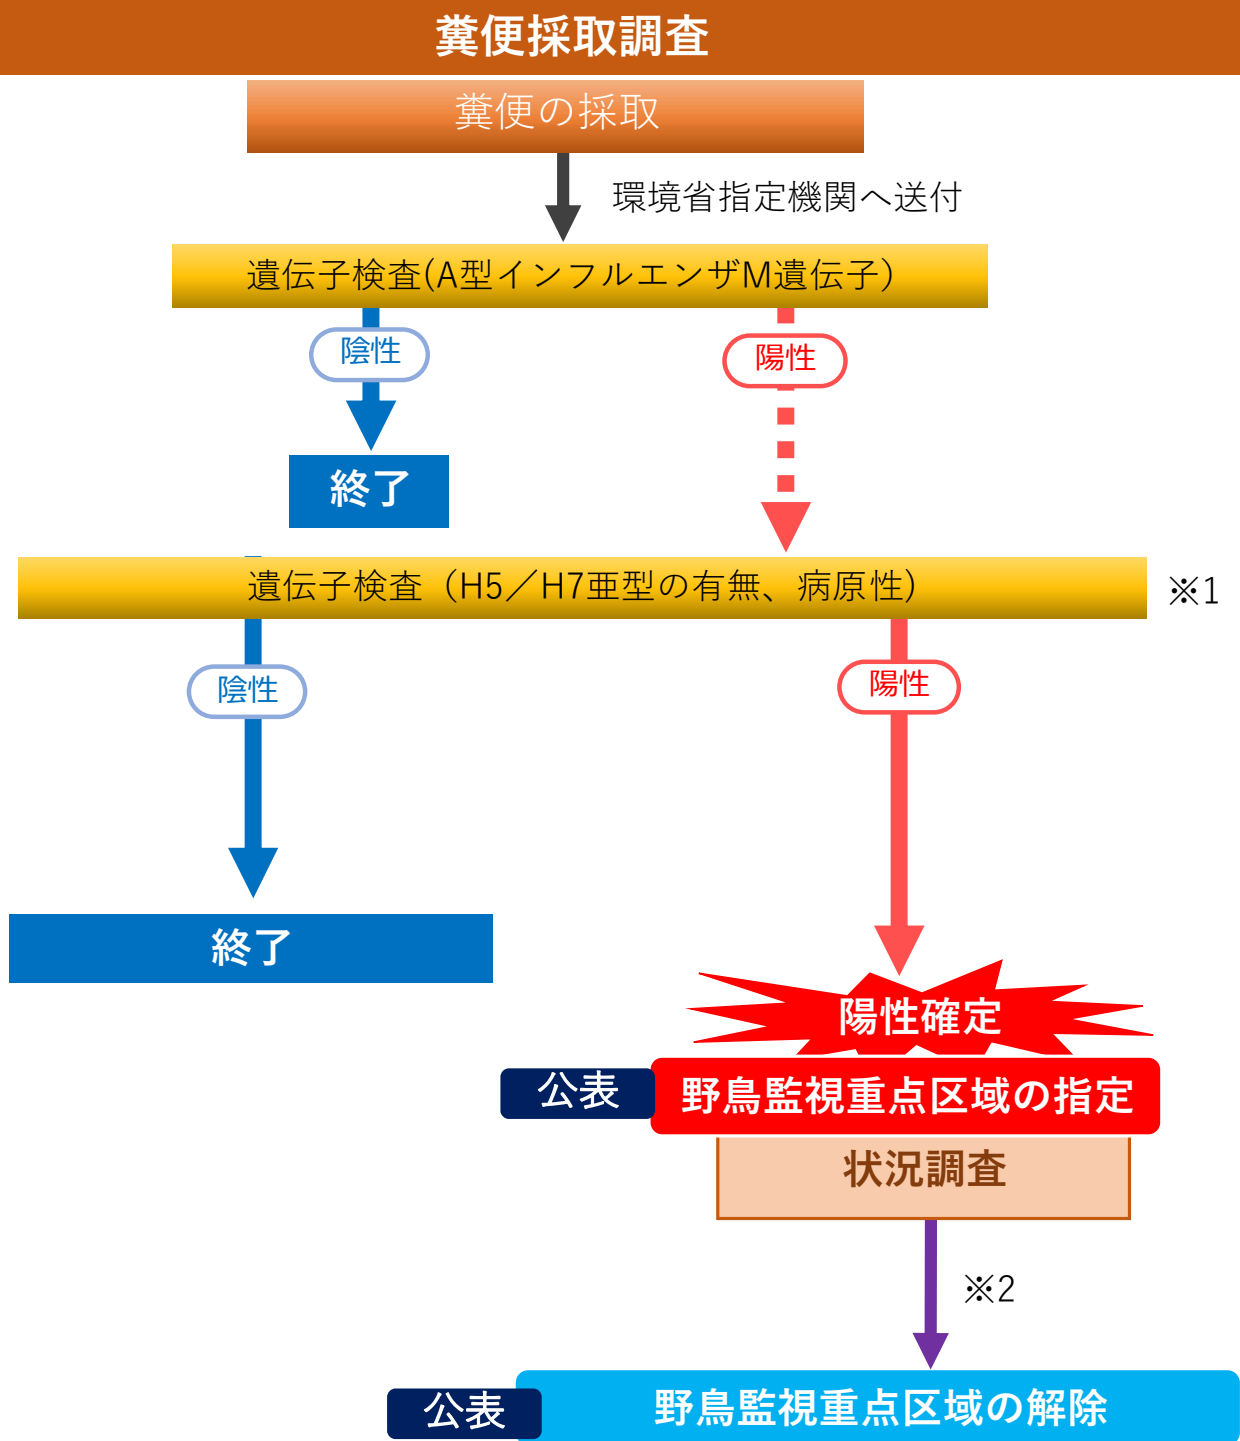 糞便採取調査
糞便の採取
環境省指定機関へ送付
遺伝子検査(A型インフルエンザM遺伝子）
陰性
陽性
終了
遺伝子検査（H5／H7亜型の有無、病原性）
※1
陰性
陽性
終了
陽性確定
公表
野鳥監視重点区域の指定
状況調査
※2
公表
野鳥監視重点区域の解除